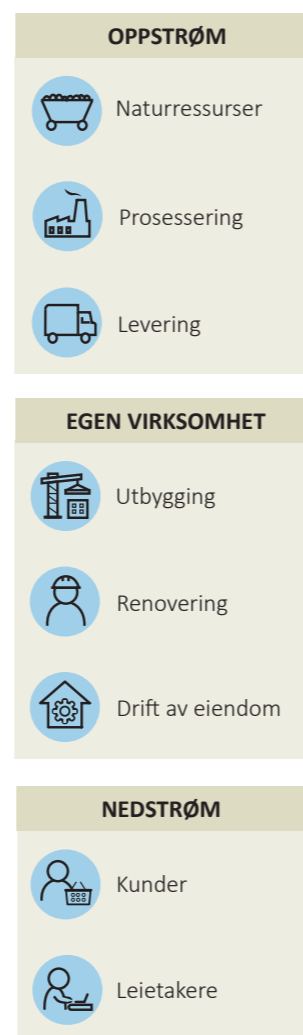 OPPSTRØM
Naturressurser
Prosessering
Levering
EGEN VIRKSOMHET
Utbygging
Renovering
Drift av eiendom
NEDSTRØM
Kunder
Leietakere